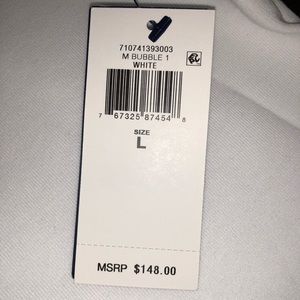 710741393003
M BUBBLE 1
WHITE
7 67325 87454 8
SIZE
L
MSRP $148.00